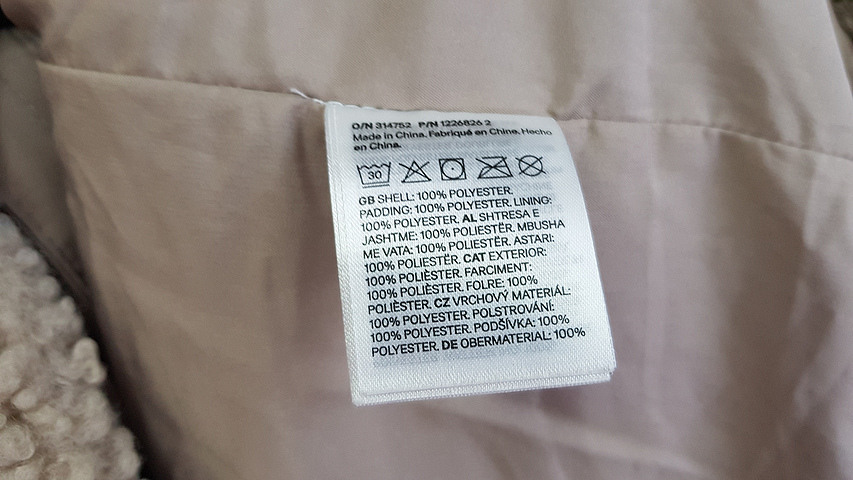 O/N 314752 P/N 1226826 2
Made in China. Fabriqué en Chine. Hecho
en China.
30
GB SHELL: 100% POLYESTER.
PADDING: 100% POLYESTER. LINING:
100% POLYESTER. AL SHTRESA E
JASHTME: 100% POLIESTËR. MBUSHA
ME VATA: 100% POLIESTËR. ASTARI:
100% POLIESTËR. CAT EXTERIOR:
100% POLIÈSTER. FARCIMENT:
100% POLIÈSTER. FOLRE: 100%
POLIÈSTER. CZ VRCHOVÝ MATERIÁL:
100% POLYESTER. POLSTROVÁNÍ:
100% POLYESTER. PODŠÍVKA: 100%
POLYESTER. DE OBERMATERIAL: 100%